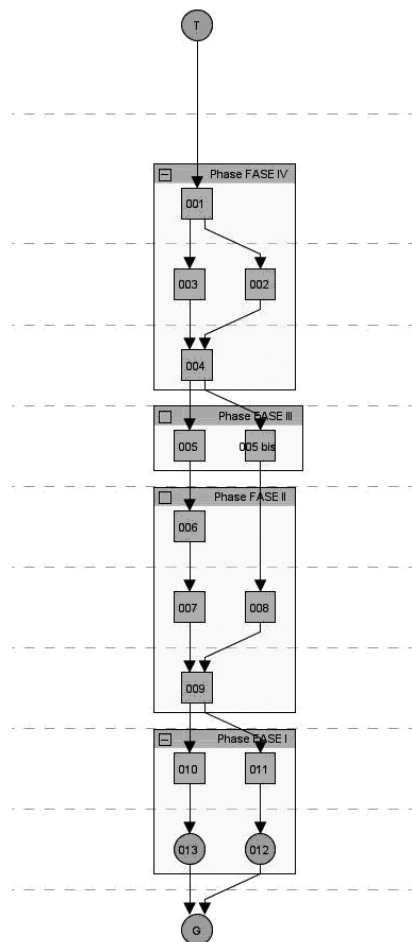 T
Phase FASE IV
001
003 002
004
Phase FASE III
005 005 bis
Phase FASE II
006
007 008
009
Phase FASE I
010 011
013 012
G